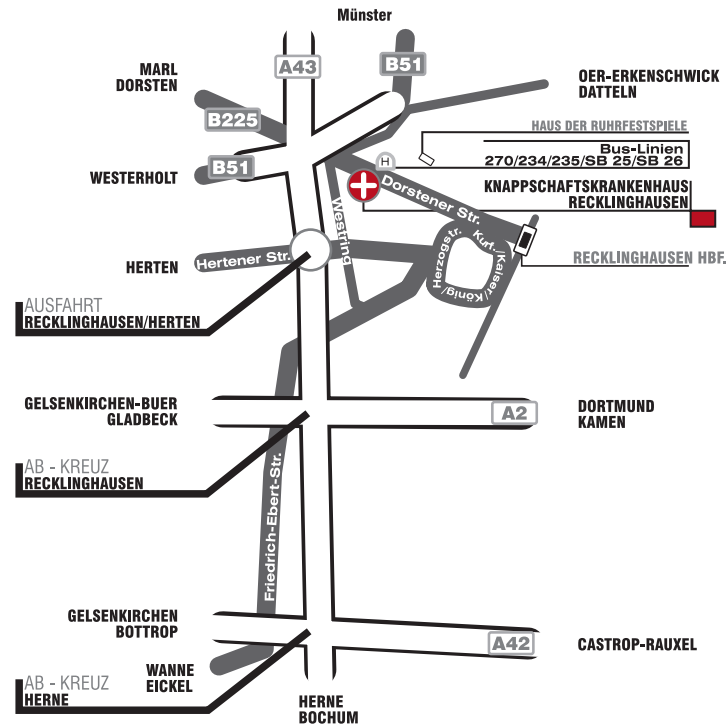 Münster
A43
B51
MARL
DORSTEN
OER-ERKENSCHWICK
DATTELN
B225
HAUS DER RUHRFESTSPIELE
H
Bus-Linien
270/234/235/SB 25/SB 26
B51
WESTERHOLT
KNAPPSCHAFTSKRANKENHAUS
RECKLINGHAUSEN
Dorstener Str.
Westring
Herzogstr.
Kurf./Kaiser/König/
HERTEN
Hertener Str.
RECKLINGHAUSEN HBF.
AUSFAHRT
RECKLINGHAUSEN/HERTEN
GELSENKIRCHEN-BUER
GLADBECK
A2
DORTMUND
KAMEN
AB - KREUZ
RECKLINGHAUSEN
Friedrich-Ebert-Str.
GELSENKIRCHEN
BOTTROP
A42
CASTROP-RAUXEL
WANNE
EICKEL
AB - KREUZ
HERNE
HERNE
BOCHUM